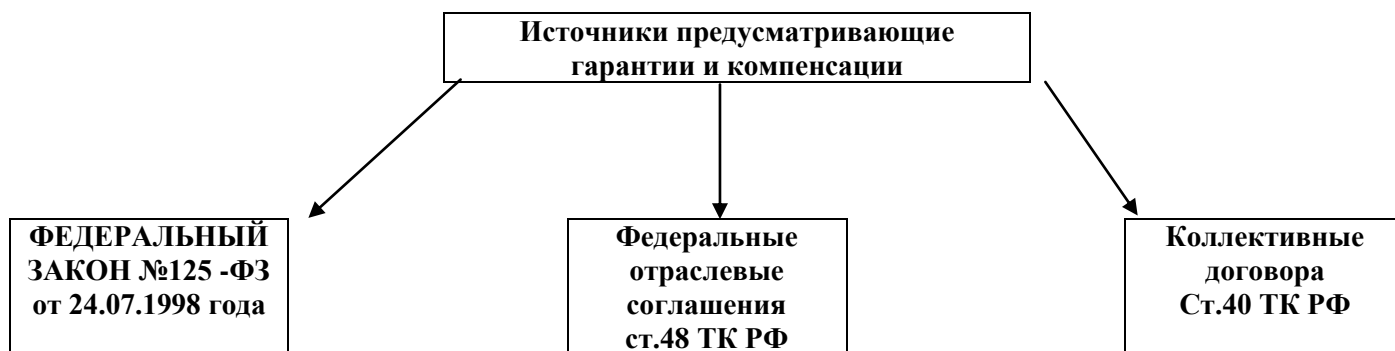 Источники предусматривающие
гарантии и компенсации
ФЕДЕРАЛЬНЫЙ
ЗАКОН №125 -ФЗ
от 24.07.1998 года
Федеральные
отраслевые
соглашения
ст.48 ТК РФ
Коллективные
договора
Ст.40 ТК РФ